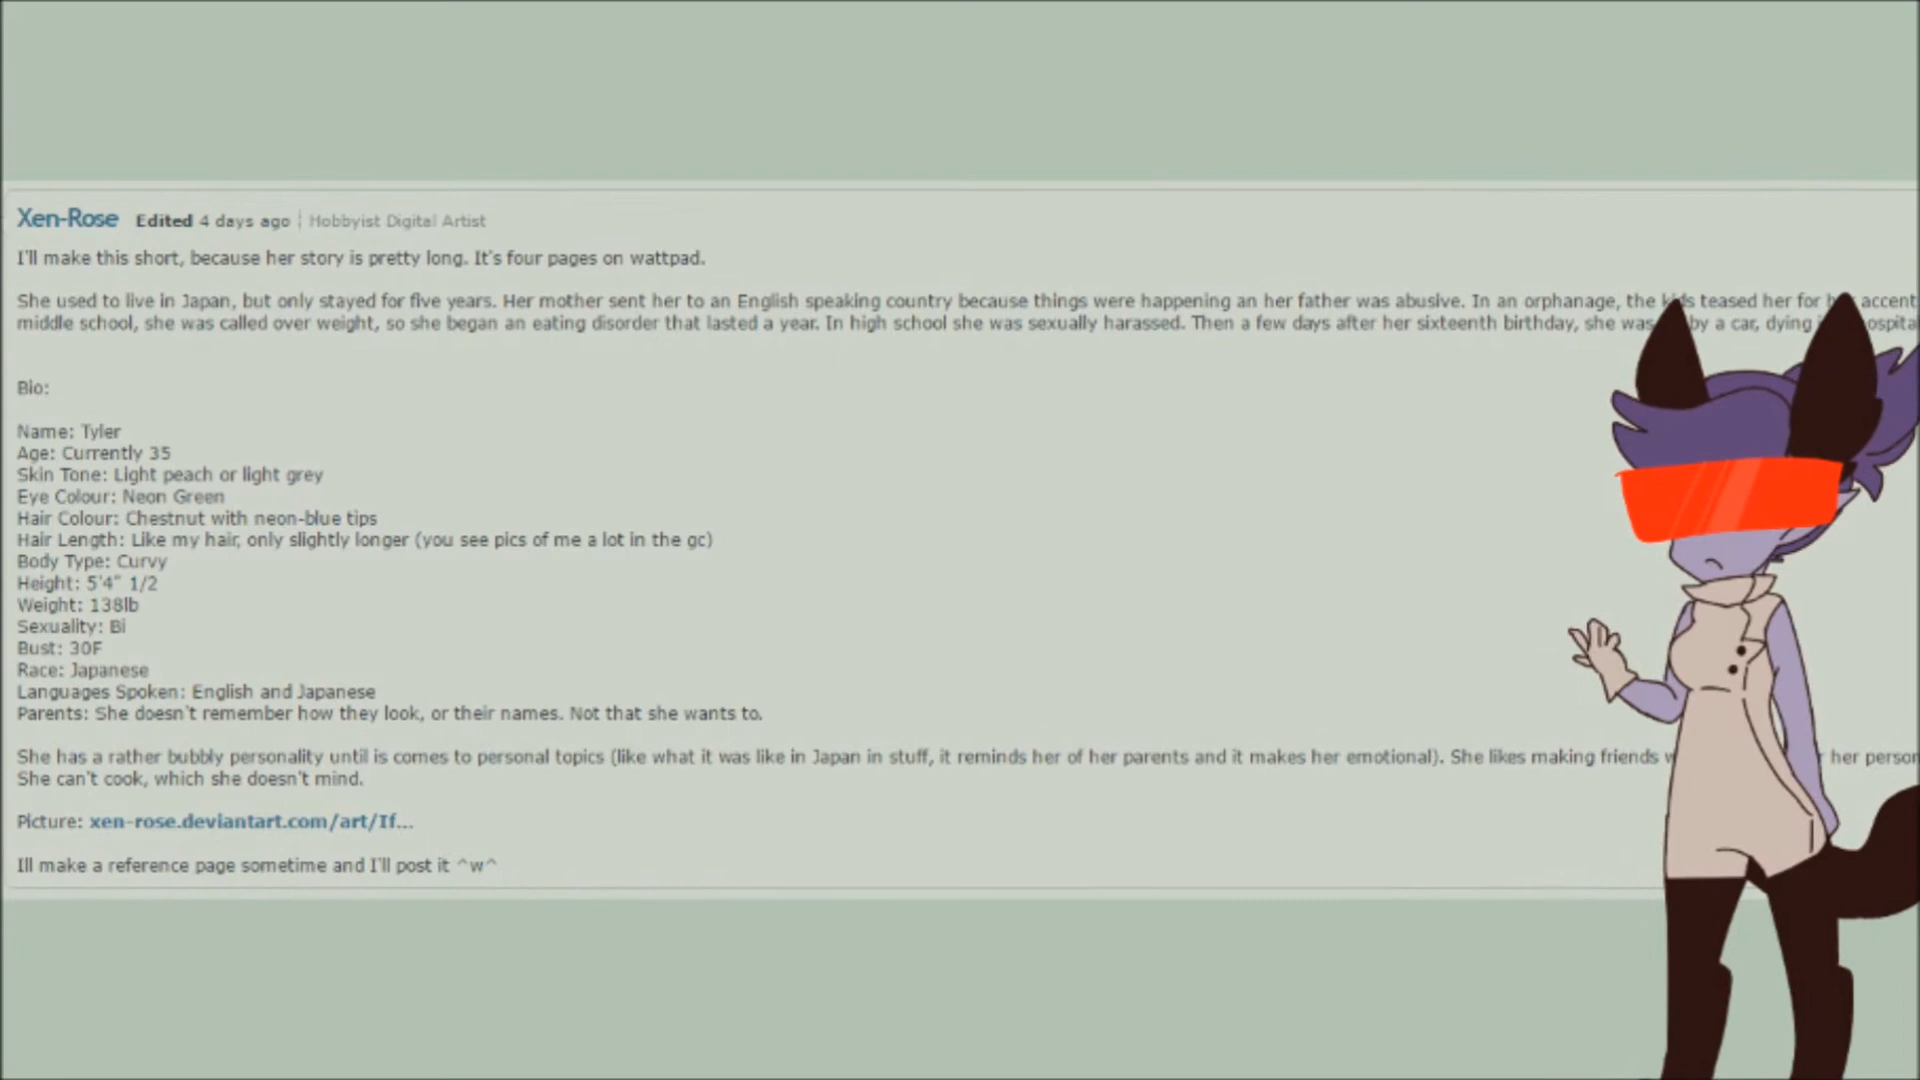 Xen-Rose Edited 4 days ago | Hobbyist Digital Artist
I'll make this short, because her story is pretty long. It's four pages on wattpad.
She used to live in Japan, but only stayed for five years. Her mother sent her to an English speaking country because things were happening an her father was abusive. In an orphanage, the kids teased her for her accent
middle school, she was called over weight, so she began an eating disorder that lasted a year. In high school she was sexually harassed. Then a few days after her sixteenth birthday, she was by a car, dying
Bio:
Name: Tyler
Age: Currently 35
Skin Tone: Light peach or light grey
Eye Colour: Neon Green
Hair Colour: Chestnut with neon-blue tips
Hair Length: Like my hair, only slightly longer (you see pics of me a lot in the gc)
Body Type: Curvy
Height: 5'4" 1/2
Weight: 138lb
Sexuality: Bi
Bust: 30F
Race: Japanese
Languages Spoken: English and Japanese
Parents: She doesn't remember how they look, or their names. Not that she wants to.
She has a rather bubbly personality until is comes to personal topics (like what it was like in Japan in stuff, it reminds her of her parents and it makes her emotional). She likes making friends her
She can't cook, which she doesn't mind.
Picture: xen-rose.deviantart.com/art/If...
Ill make a reference page sometime and I'll post it ^w^